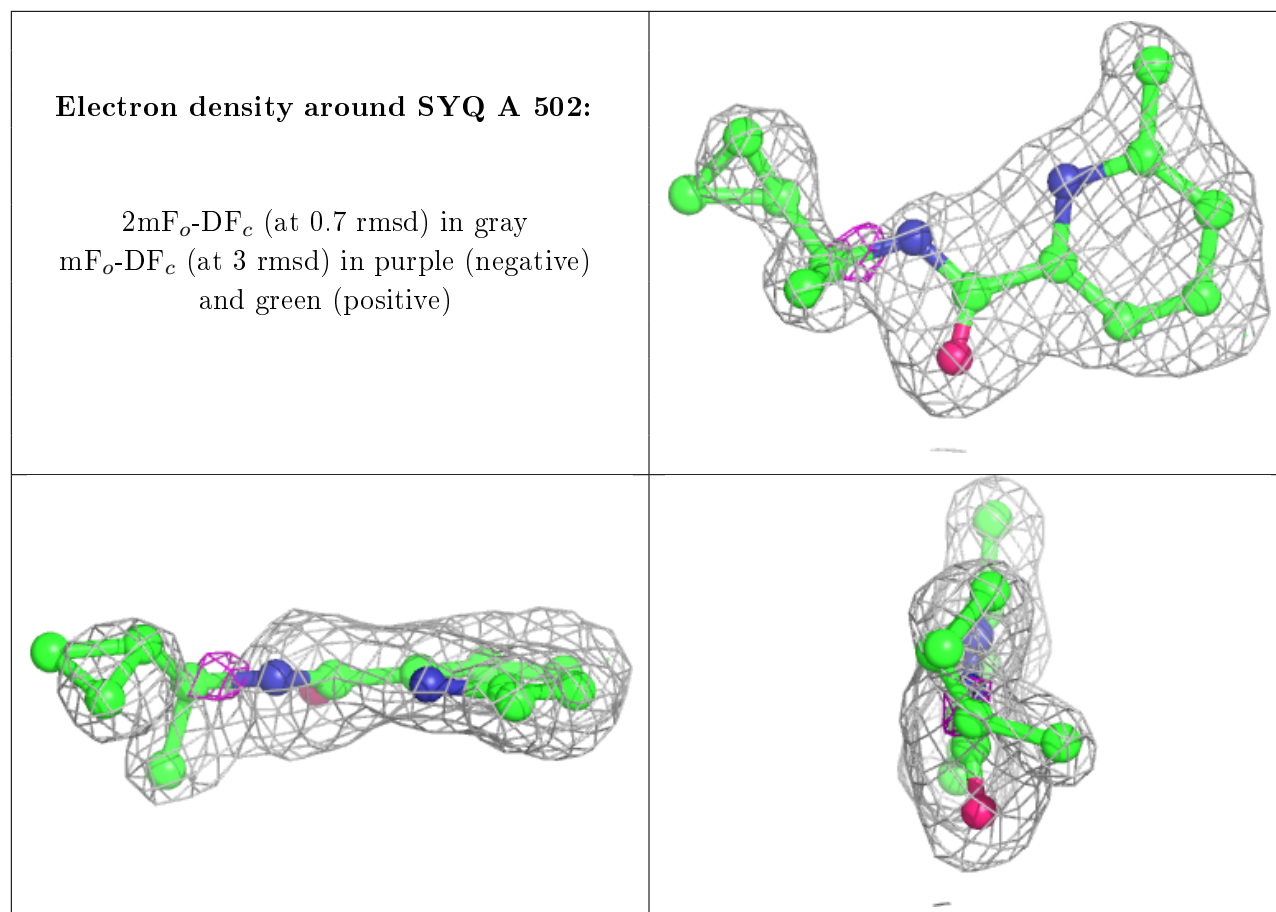 Electron density around SYQ A 502:
2mFₒ-DF𝒸 (at 0.7 rmsd) in gray
mFₒ-DF𝒸 (at 3 rmsd) in purple (negative)
and green (positive)